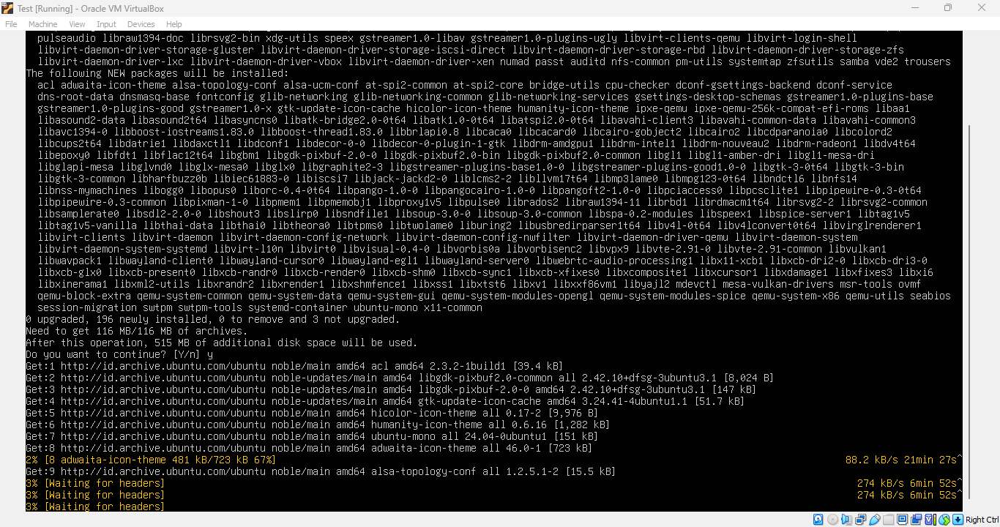 Test [Running] - Oracle VM VirtualBox
File Machine View Input Devices Help
pulseaudio libraw1394-doc librsvg2-bin xdg-utils speex gstreamer1.0-libav gstreamer1.0-plugins-ugly libvirt-clients-qemu libvirt-login-shell
libvirt-daemon-driver-storage-gluster libvirt-daemon-driver-storage-iscsi-direct libvirt-daemon-driver-storage-rbd libvirt-daemon-driver-storage-zfs
libvirt-daemon-driver-lxc libvirt-daemon-driver-vbox libvirt-daemon-driver-xen numad passt auditd nfs-common pm-utils systemtap zfsutils samba vde2 trousers
The following NEW packages will be installed:
acl adwaita-icon-theme alsa-topology-conf alsa-ucm-conf at-spi2-common at-spi2-core bridge-utils cpu-checker dconf-gsettings-backend dconf-service
dns-root-data dnsmasq-base fontconfig glib-networking glib-networking-common glib-networking-services gsettings-desktop-schemas gstreamer1.0-plugins-base
gstreamer1.0-plugins-good gstreamer1.0-x gtk-update-icon-cache hicolor-icon-theme humanity-icon-theme ipxe-qemu ipxe-qemu-256k-compat-efi-roms libaa1
libasound2-data libasound2t64 libasyncns0 libatk-bridge2.0-0t64 libatk1.0-0t64 libatspi2.0-0t64 libavahi-client3 libavahi-common-data libavahi-common3
libavc1394-0 libboost-iostreams1.83.0 libboost-thread1.83.0 libbrlapi0.8 libcaca0 libcacard0 libcairo-gobject2 libcairo2 libcdparanoia0 libcolord2
libcups2t64 libdatrie1 libdaxctl1 libdconf1 libdecor-0-0 libdecor-0-plugin-1-gtk libdrm-amdgpu1 libdrm-intel1 libdrm-nouveau2 libdrm-radeon1 libdv4t64
libepoxy0 libfdt1 libflac12t64 libgbm1 libgdk-pixbuf-2.0-0 libgdk-pixbuf2.0-bin libgdk-pixbuf2.0-common libgl1 libgl1-amber-dri libgl1-mesa-dri
libglapi-mesa libglvnd0 libglx-mesa0 libglx0 libgraphite2-3 libgstreamer-plugins-base1.0-0 libgstreamer-plugins-good1.0-0 libgtk-3-0t64 libgtk-3-bin
libgtk-3-common libharfbuzz0b libiec61883-0 libiscsi7 libjack-jackd2-0 liblcms2-2 libllvm17t64 libmp3lame0 libmpg123-0t64 libndctl6 libnfs14
libnss-mymachines libogg0 libopus0 liborc-0.4-0t64 libpango-1.0-0 libpangocairo-1.0-0 libpangoft2-1.0-0 libpciaccess0 libpcsclite1 libpipewire-0.3-0t64
libpipewire-0.3-common libpixman-1-0 libpmem1 libpmemobj1 libproxy1v5 libpulse0 librados2 libraw1394-11 librbd1 librdmacm1t64 librsvg2-2 librsvg2-common
libsamplerate0 libsdl2-2.0-0 libshout3 libslirp0 libsndfile1 libsoup-3.0-0 libsoup-3.0-common libspa-0.2-modules libspeex1 libspice-server1 libtag1v5
libtag1v5-vanilla libthai-data libthai0 libtheora0 libtpms0 libtwolame0 liburing2 libusbredirparser1t64 libv4l-0t64 libv4lconvert0t64 libvirglrenderer1
libvirt-clients libvirt-daemon libvirt-daemon-config-network libvirt-daemon-config-nwfilter libvirt-daemon-driver-qemu libvirt-daemon-system
libvirt-daemon-system-systemd libvirt-l10n libvirt0 libvisual-0.4-0 libvorbis0a libvorbisenc2 libvpx9 libvte-2.91-0 libvte-2.91-common libvulkan1
libwavpack1 libwayland-client0 libwayland-cursor0 libwayland-egl1 libwayland-server0 libwebrtc-audio-processing1 libx11-xcb1 libxcb-dri2-0 libxcb-dri3-0
libxcb-glx0 libxcb-present0 libxcb-randr0 libxcb-render0 libxcb-shm0 libxcb-sync1 libxcb-xfixes0 libxcomposite1 libxcursor1 libxdamage1 libxfixes3 libxi6
libxinerama1 libxml2-utils libxrandr2 libxrender1 libxshmfence1 libxss1 libxtst6 libxv1 libxxf86vm1 libyajl2 mdevctl mesa-vulkan-drivers msr-tools ovmf
qemu-block-extra qemu-system-common qemu-system-data qemu-system-gui qemu-system-modules-opengl qemu-system-modules-spice qemu-system-x86 qemu-utils seabios
session-migration swtpm swtpm-tools systemd-container ubuntu-mono x11-common
0 upgraded, 196 newly installed, 0 to remove and 3 not upgraded.
Need to get 116 MB/116 MB of archives.
After this operation, 515 MB of additional disk space will be used.
Do you want to continue? [Y/n] y
Get:1 http://id.archive.ubuntu.com/ubuntu noble/main amd64 acl amd64 2.3.2-1build1 [39.4 kB]
Get:2 http://id.archive.ubuntu.com/ubuntu noble-updates/main amd64 libgdk-pixbuf2.0-common all 2.42.10+dfsg-3ubuntu3.1 [8,024 B]
Get:3 http://id.archive.ubuntu.com/ubuntu noble-updates/main amd64 libgdk-pixbuf-2.0-0 amd64 2.42.10+dfsg-3ubuntu3.1 [147 kB]
Get:4 http://id.archive.ubuntu.com/ubuntu noble-updates/main amd64 gtk-update-icon-cache amd64 3.24.41-4ubuntu1.1 [51.7 kB]
Get:5 http://id.archive.ubuntu.com/ubuntu noble/main amd64 hicolor-icon-theme all 0.17-2 [9,976 B]
Get:6 http://id.archive.ubuntu.com/ubuntu noble/main amd64 humanity-icon-theme all 0.6.16 [1,282 kB]
Get:7 http://id.archive.ubuntu.com/ubuntu noble/main amd64 ubuntu-mono all 24.04-0ubuntu1 [151 kB]
Get:8 http://id.archive.ubuntu.com/ubuntu noble/main amd64 adwaita-icon-theme all 46.0-1 [723 kB]
2% [8 adwaita-icon-theme 481 kB/723 kB 67%] 88.2 kB/s 21min 27s^
Get:9 http://id.archive.ubuntu.com/ubuntu noble/main amd64 alsa-topology-conf all 1.2.5.1-2 [15.5 kB]
3% [Waiting for headers] 274 kB/s 6min 52s^
3% [Waiting for headers] 274 kB/s 6min 52s^
3% [Waiting for headers]
Right Ctrl